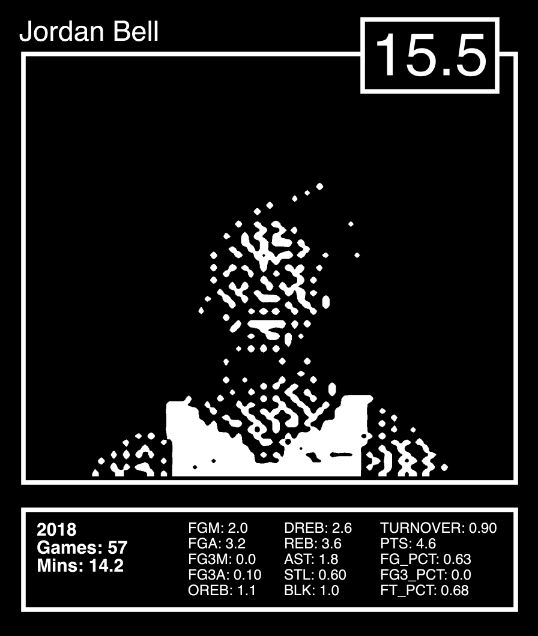 Jordan Bell
15.5
2018
Games: 57
Mins: 14.2
FGM: 2.0
FGA: 3.2
FG3M: 0.0
FG3A: 0.10
OREB: 1.1
DREB: 2.6
REB: 3.6
AST: 1.8
STL: 0.60
BLK: 1.0
TURNOVER: 0.90
PTS: 4.6
FG_PCT: 0.63
FG3_PCT: 0.0
FT_PCT: 0.68